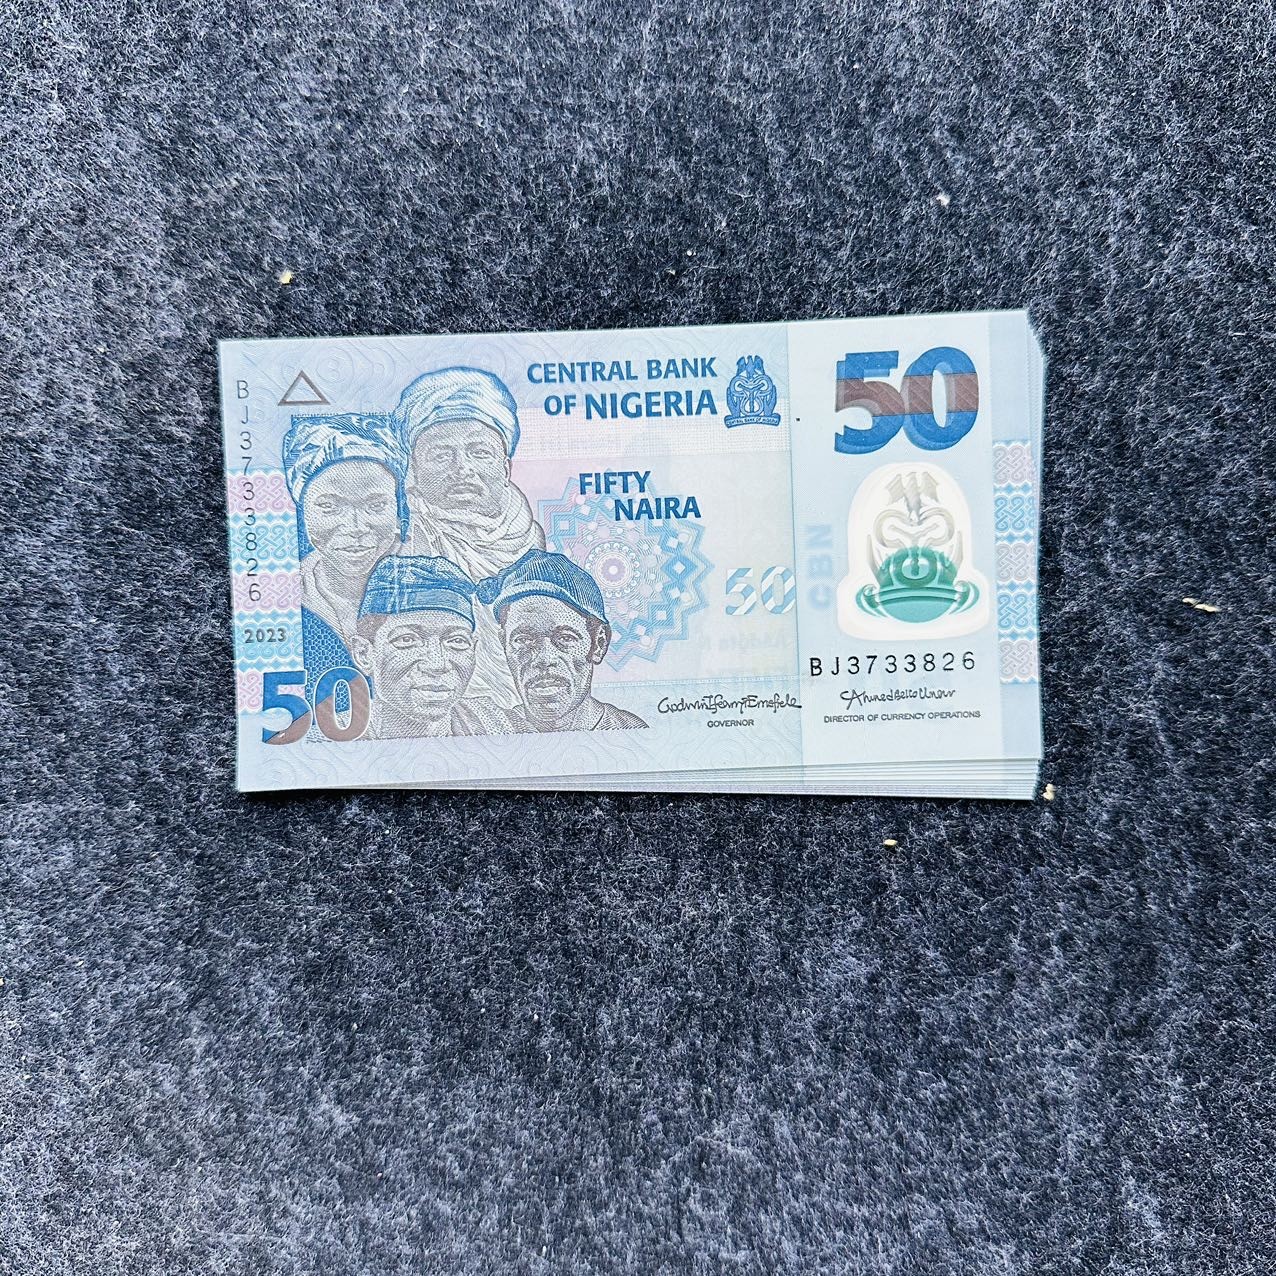 CENTRAL BANK
OF NIGERIA
50
BJ3733826
FIFTY
NAIRA
50
CBN
2023
50
BJ3733826
GOVERNOR
DIRECTOR OF CURRENCY OPERATIONS